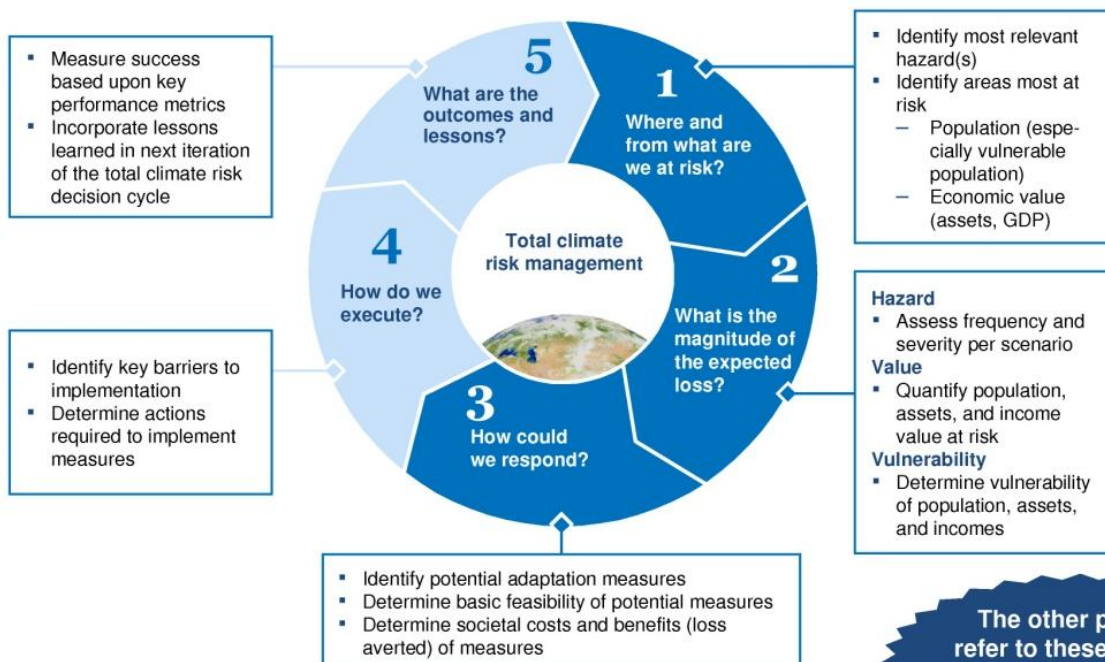 5
What are the
outcomes and
lessons?
1
Where and
from what are
we at risk?
2
What is the
magnitude of
the expected
loss?
3
How could
we respond?
4
How do we
execute?
Total climate
risk management
▪ Measure success
based upon key
performance metrics
▪ Incorporate lessons
learned in next iteration
of the total climate risk
decision cycle
▪ Identify most relevant
hazard(s)
▪ Identify areas most at
risk
– Population (espe-
cially vulnerable
population)
– Economic value
(assets, GDP)
Hazard
▪ Assess frequency and
severity per scenario
Value
▪ Quantify population,
assets, and income
value at risk
Vulnerability
▪ Determine vulnerability
of population, assets,
and incomes
▪ Identify key barriers to
implementation
▪ Determine actions
required to implement
measures
▪ Identify potential adaptation measures
▪ Determine basic feasibility of potential measures
▪ Determine societal costs and benefits (loss
averted) of measures
The other p
refer to these